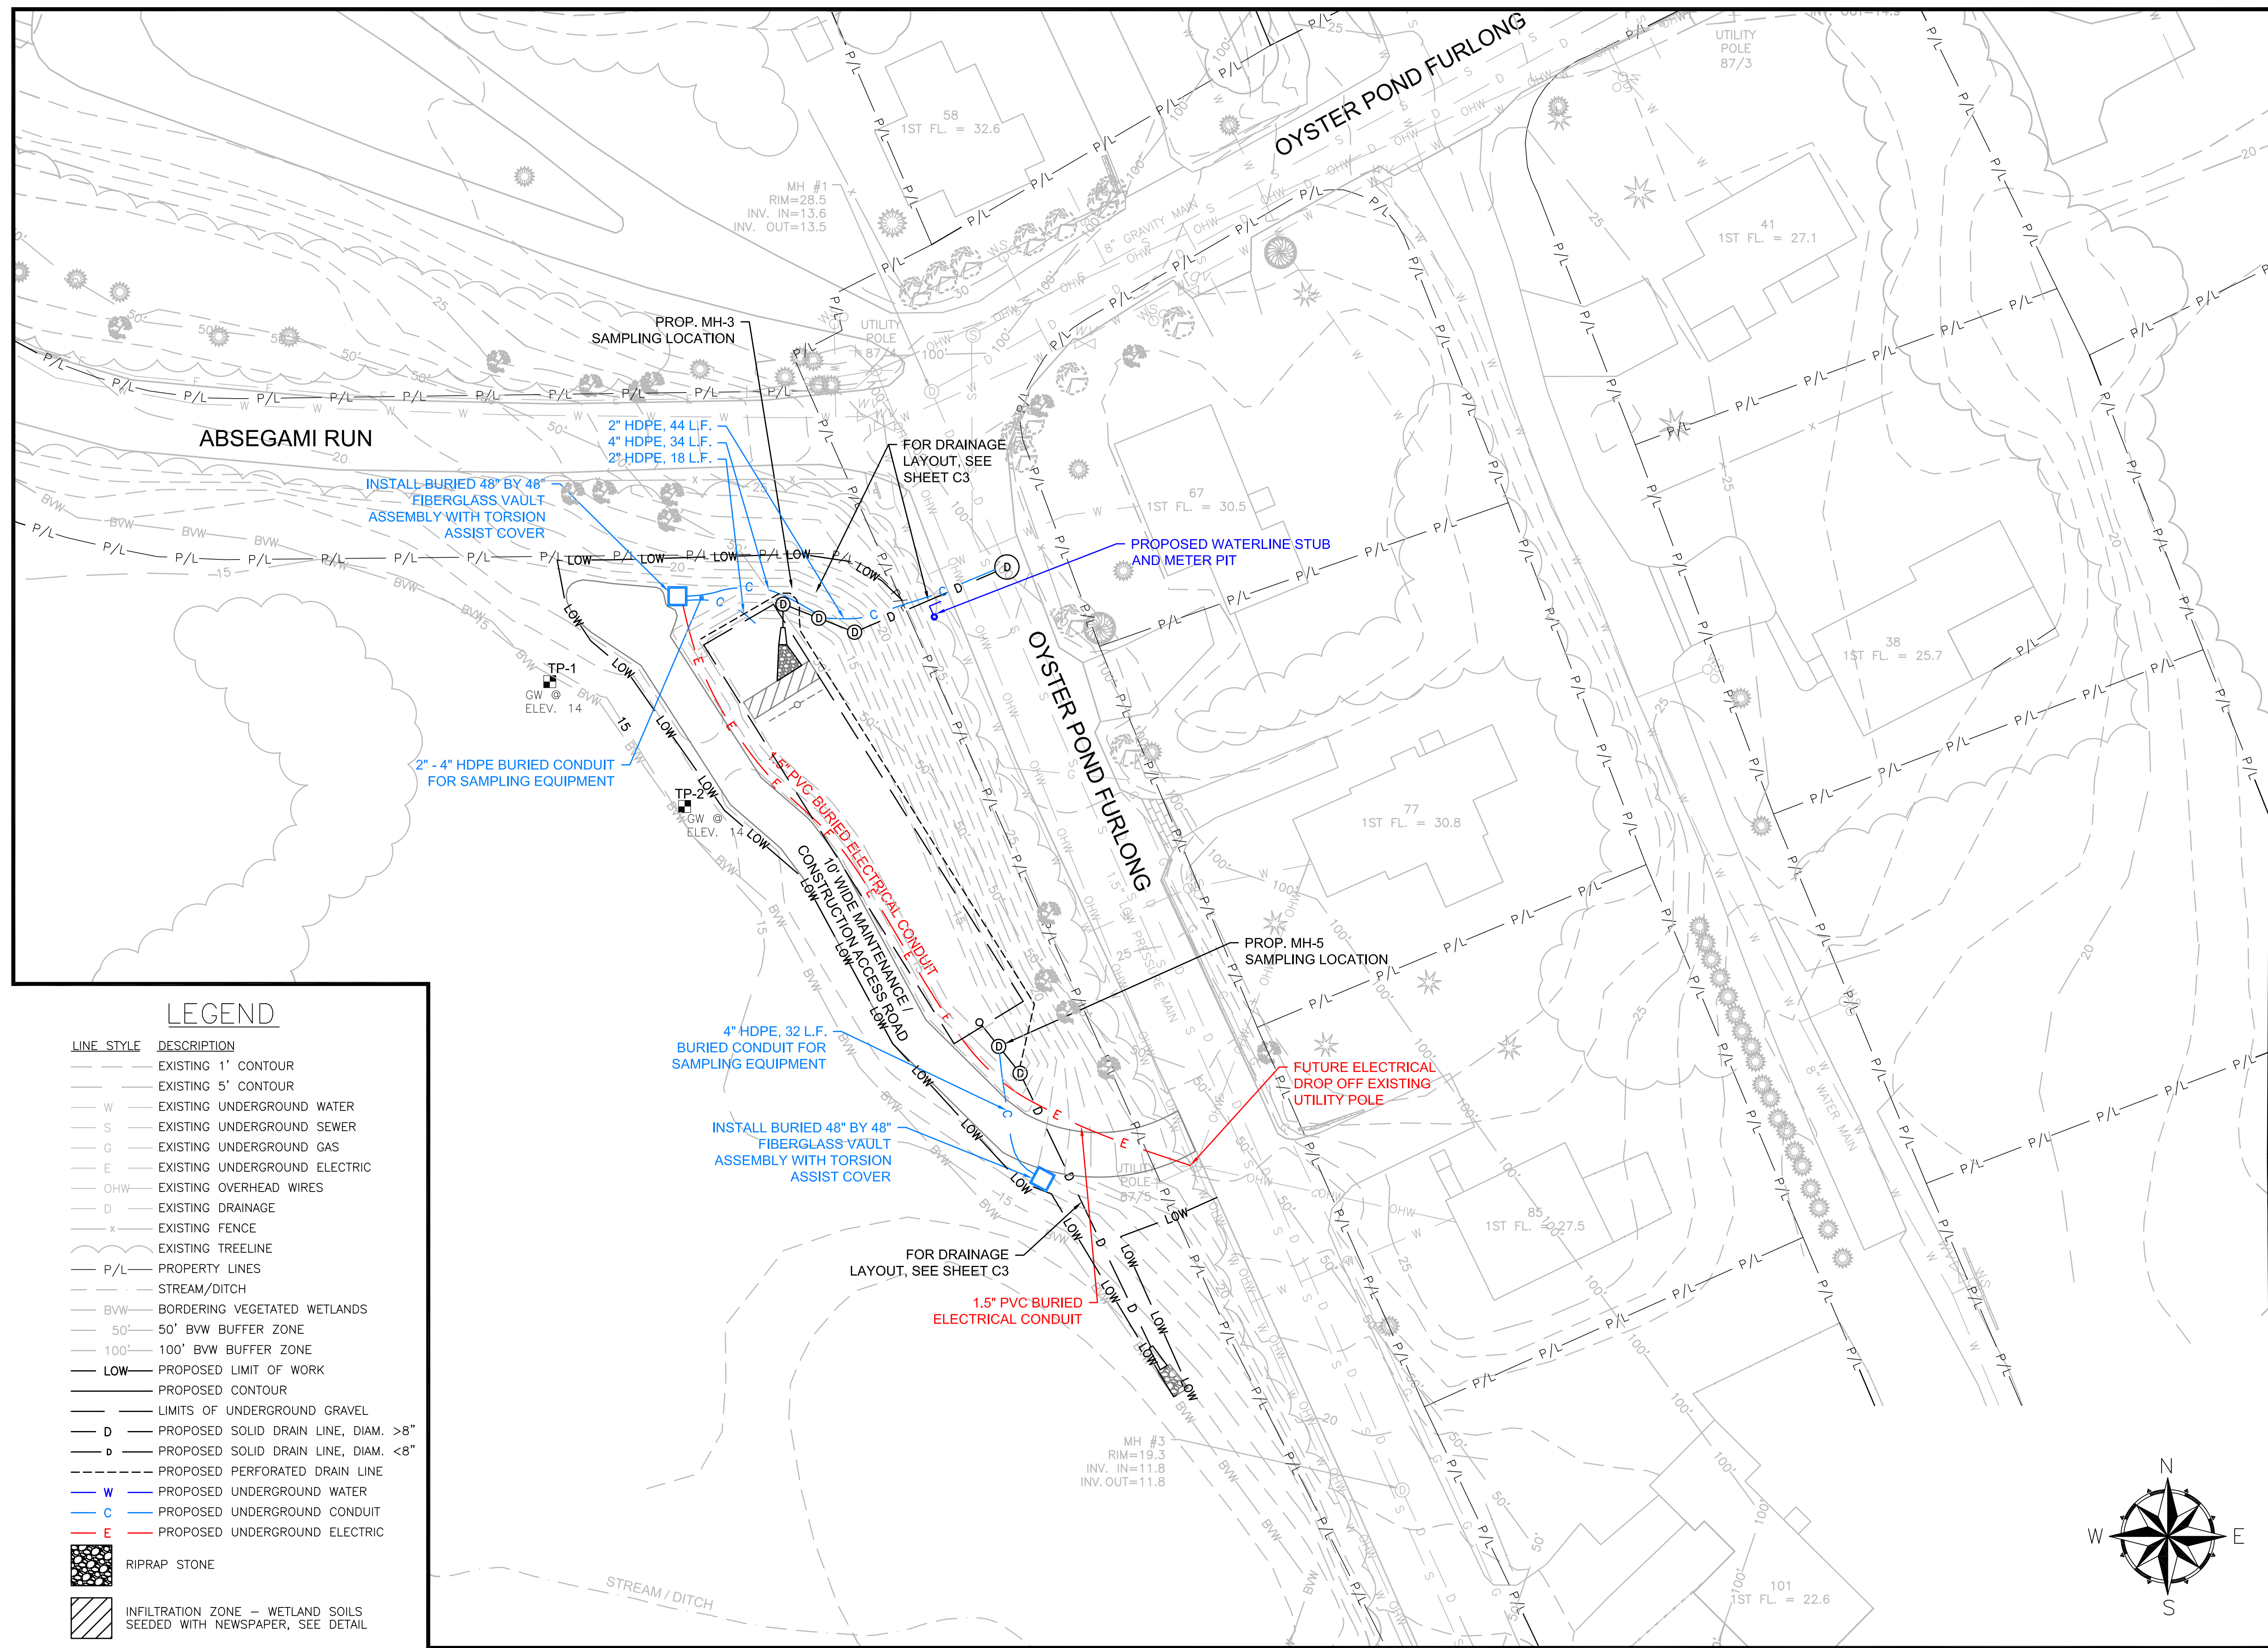 OYSTER POND FURLONG
UTILITY
POLE
87/3
58
1ST FL. = 32.6
MH #1
RIM=28.5
INV. IN=13.6
INV. OUT=13.5
8" GRAVITY MAIN
41
1ST FL. = 27.1
PROP. MH-3
SAMPLING LOCATION
UTILITY
POLE
87/4
ABSEGAMI RUN
2" HDPE, 44 L.F.
4" HDPE, 34 L.F.
2" HDPE, 18 L.F.
FOR DRAINAGE
LAYOUT, SEE
SHEET C3
INSTALL BURIED 48" BY 48"
FIBERGLASS VAULT
ASSEMBLY WITH TORSION
ASSIST COVER
67
1ST FL. = 30.5
PROPOSED WATERLINE STUB
AND METER PIT
OYSTER POND FURLONG
38
1ST FL. = 25.7
TP-1
GW @
ELEV. 14
2" - 4" HDPE BURIED CONDUIT
FOR SAMPLING EQUIPMENT
TP-2
GW @
ELEV. 14
1.5" PVC BURIED ELECTRICAL CONDUIT
10' WIDE MAINTENANCE /
CONSTRUCTION ACCESS ROAD
77
1ST FL. = 30.8
1.5" LOW PRESSURE MAIN
PROP. MH-5
SAMPLING LOCATION
4" HDPE, 32 L.F.
BURIED CONDUIT FOR
SAMPLING EQUIPMENT
FUTURE ELECTRICAL
DROP OFF EXISTING
UTILITY POLE
8" WATER MAIN
INSTALL BURIED 48" BY 48"
FIBERGLASS VAULT
ASSEMBLY WITH TORSION
ASSIST COVER
UTILITY
POLE
87/5
85
1ST FL. = 27.5
FOR DRAINAGE
LAYOUT, SEE SHEET C3
1.5" PVC BURIED
ELECTRICAL CONDUIT
MH #3
RIM=19.3
INV. IN=11.8
INV. OUT=11.8
101
1ST FL. = 22.6
STREAM / DITCH
N
W
E
S
LEGEND
LINE STYLE DESCRIPTION
EXISTING 1' CONTOUR
EXISTING 5' CONTOUR
W EXISTING UNDERGROUND WATER
S EXISTING UNDERGROUND SEWER
G EXISTING UNDERGROUND GAS
E EXISTING UNDERGROUND ELECTRIC
OHW EXISTING OVERHEAD WIRES
D EXISTING DRAINAGE
x EXISTING FENCE
EXISTING TREELINE
P/L PROPERTY LINES
STREAM/DITCH
BVW BORDERING VEGETATED WETLANDS
50' 50' BVW BUFFER ZONE
100' 100' BVW BUFFER ZONE
LOW PROPOSED LIMIT OF WORK
PROPOSED CONTOUR
LIMITS OF UNDERGROUND GRAVEL
D PROPOSED SOLID DRAIN LINE, DIAM. >8"
D PROPOSED SOLID DRAIN LINE, DIAM. <8"
PROPOSED PERFORATED DRAIN LINE
W PROPOSED UNDERGROUND WATER
C PROPOSED UNDERGROUND CONDUIT
E PROPOSED UNDERGROUND ELECTRIC
RIPRAP STONE
INFILTRATION ZONE – WETLAND SOILS
SEEDED WITH NEWSPAPER, SEE DETAIL